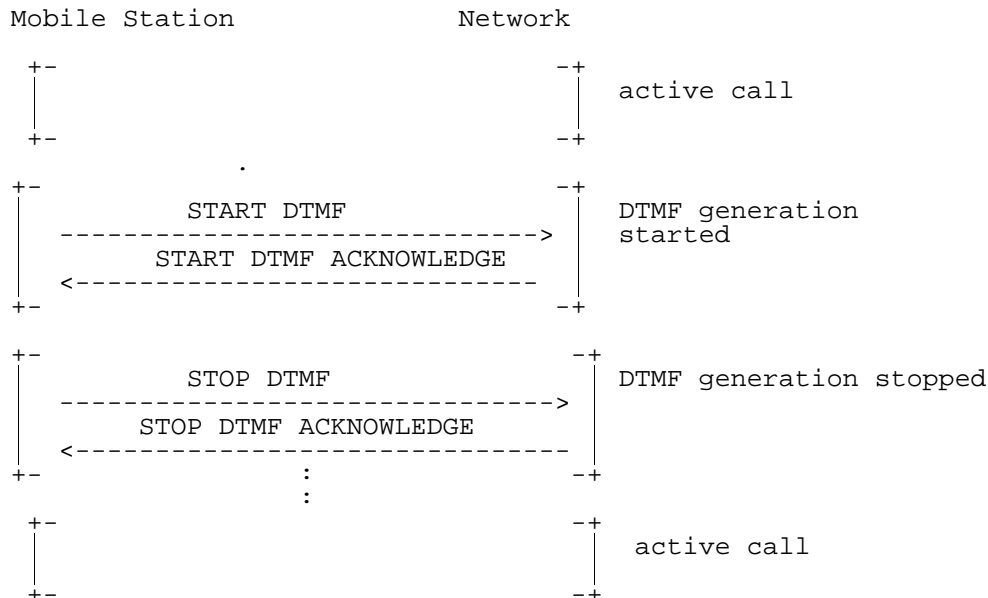 Mobile Station Network
active call
START DTMF
DTMF generation
started
START DTMF ACKNOWLEDGE
STOP DTMF
DTMF generation stopped
STOP DTMF ACKNOWLEDGE
active call